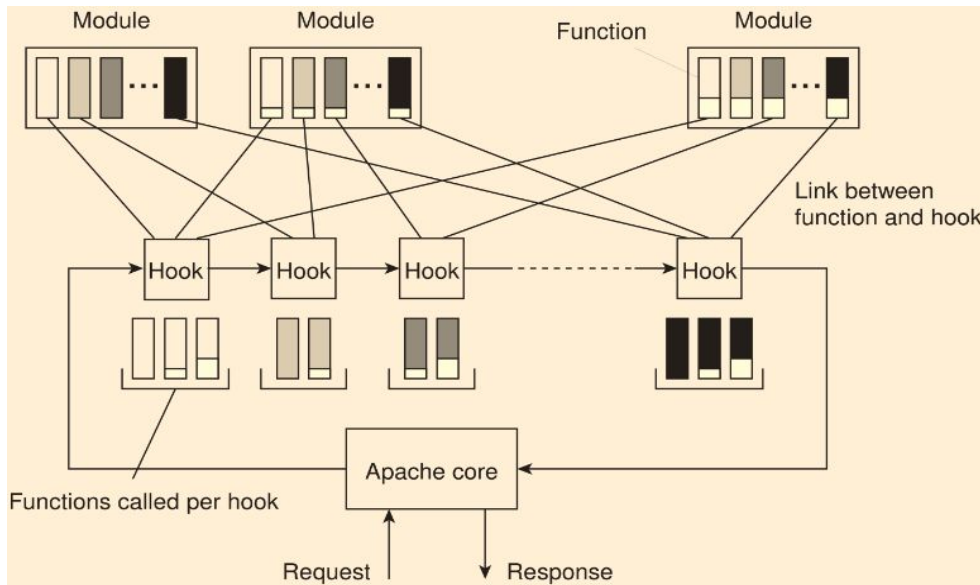 Module
Module
Module
Function
Link between
function and hook
Hook
Hook
Hook
Hook
Apache core
Functions called per hook
Request
Response